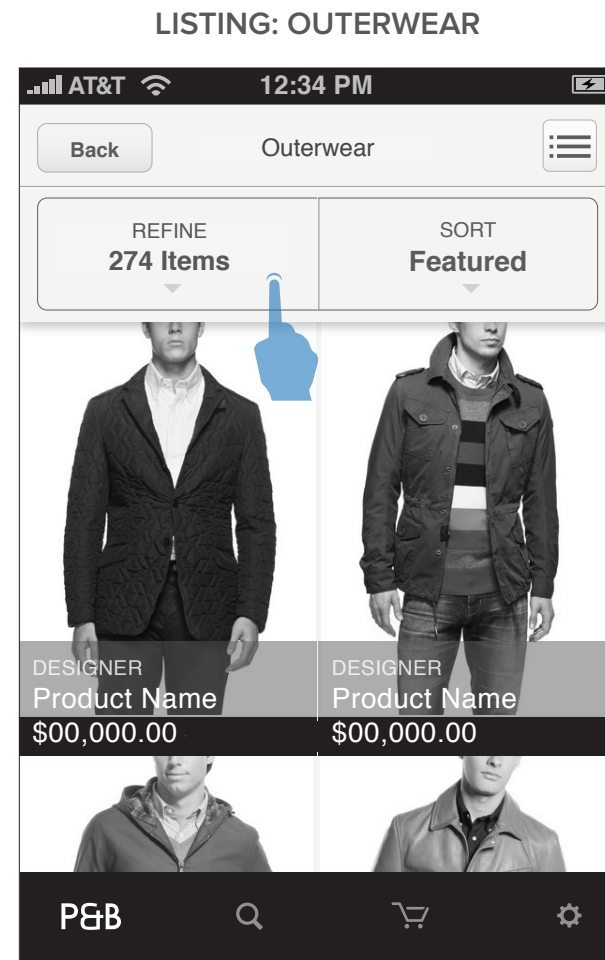 LISTING: OUTERWEAR
AT&T 12:34 PM
Back Outerwear
REFINE SORT
274 Items Featured
DESIGNER DESIGNER
Product Name Product Name
$00,000.00 $00,000.00
P&B